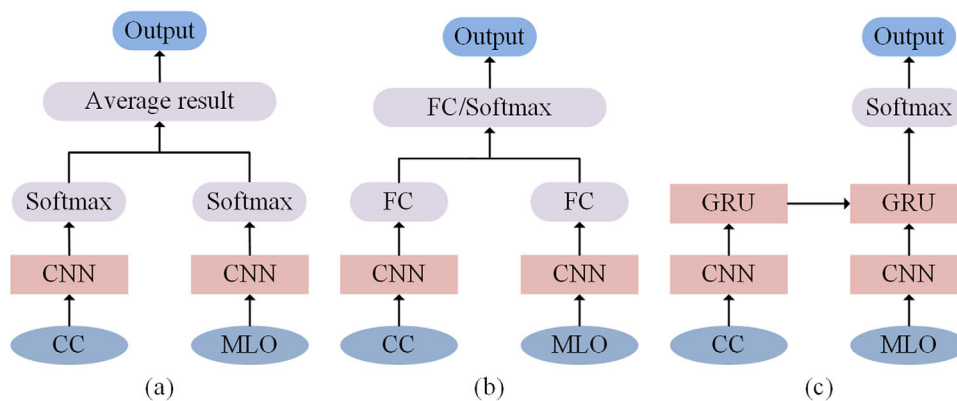 Output
Average result
Softmax Softmax
CNN CNN
CC MLO
(a)
Output
FC/Softmax
FC FC
CNN CNN
CC MLO
(b)
Output
Softmax
GRU GRU
CNN CNN
CC MLO
(c)